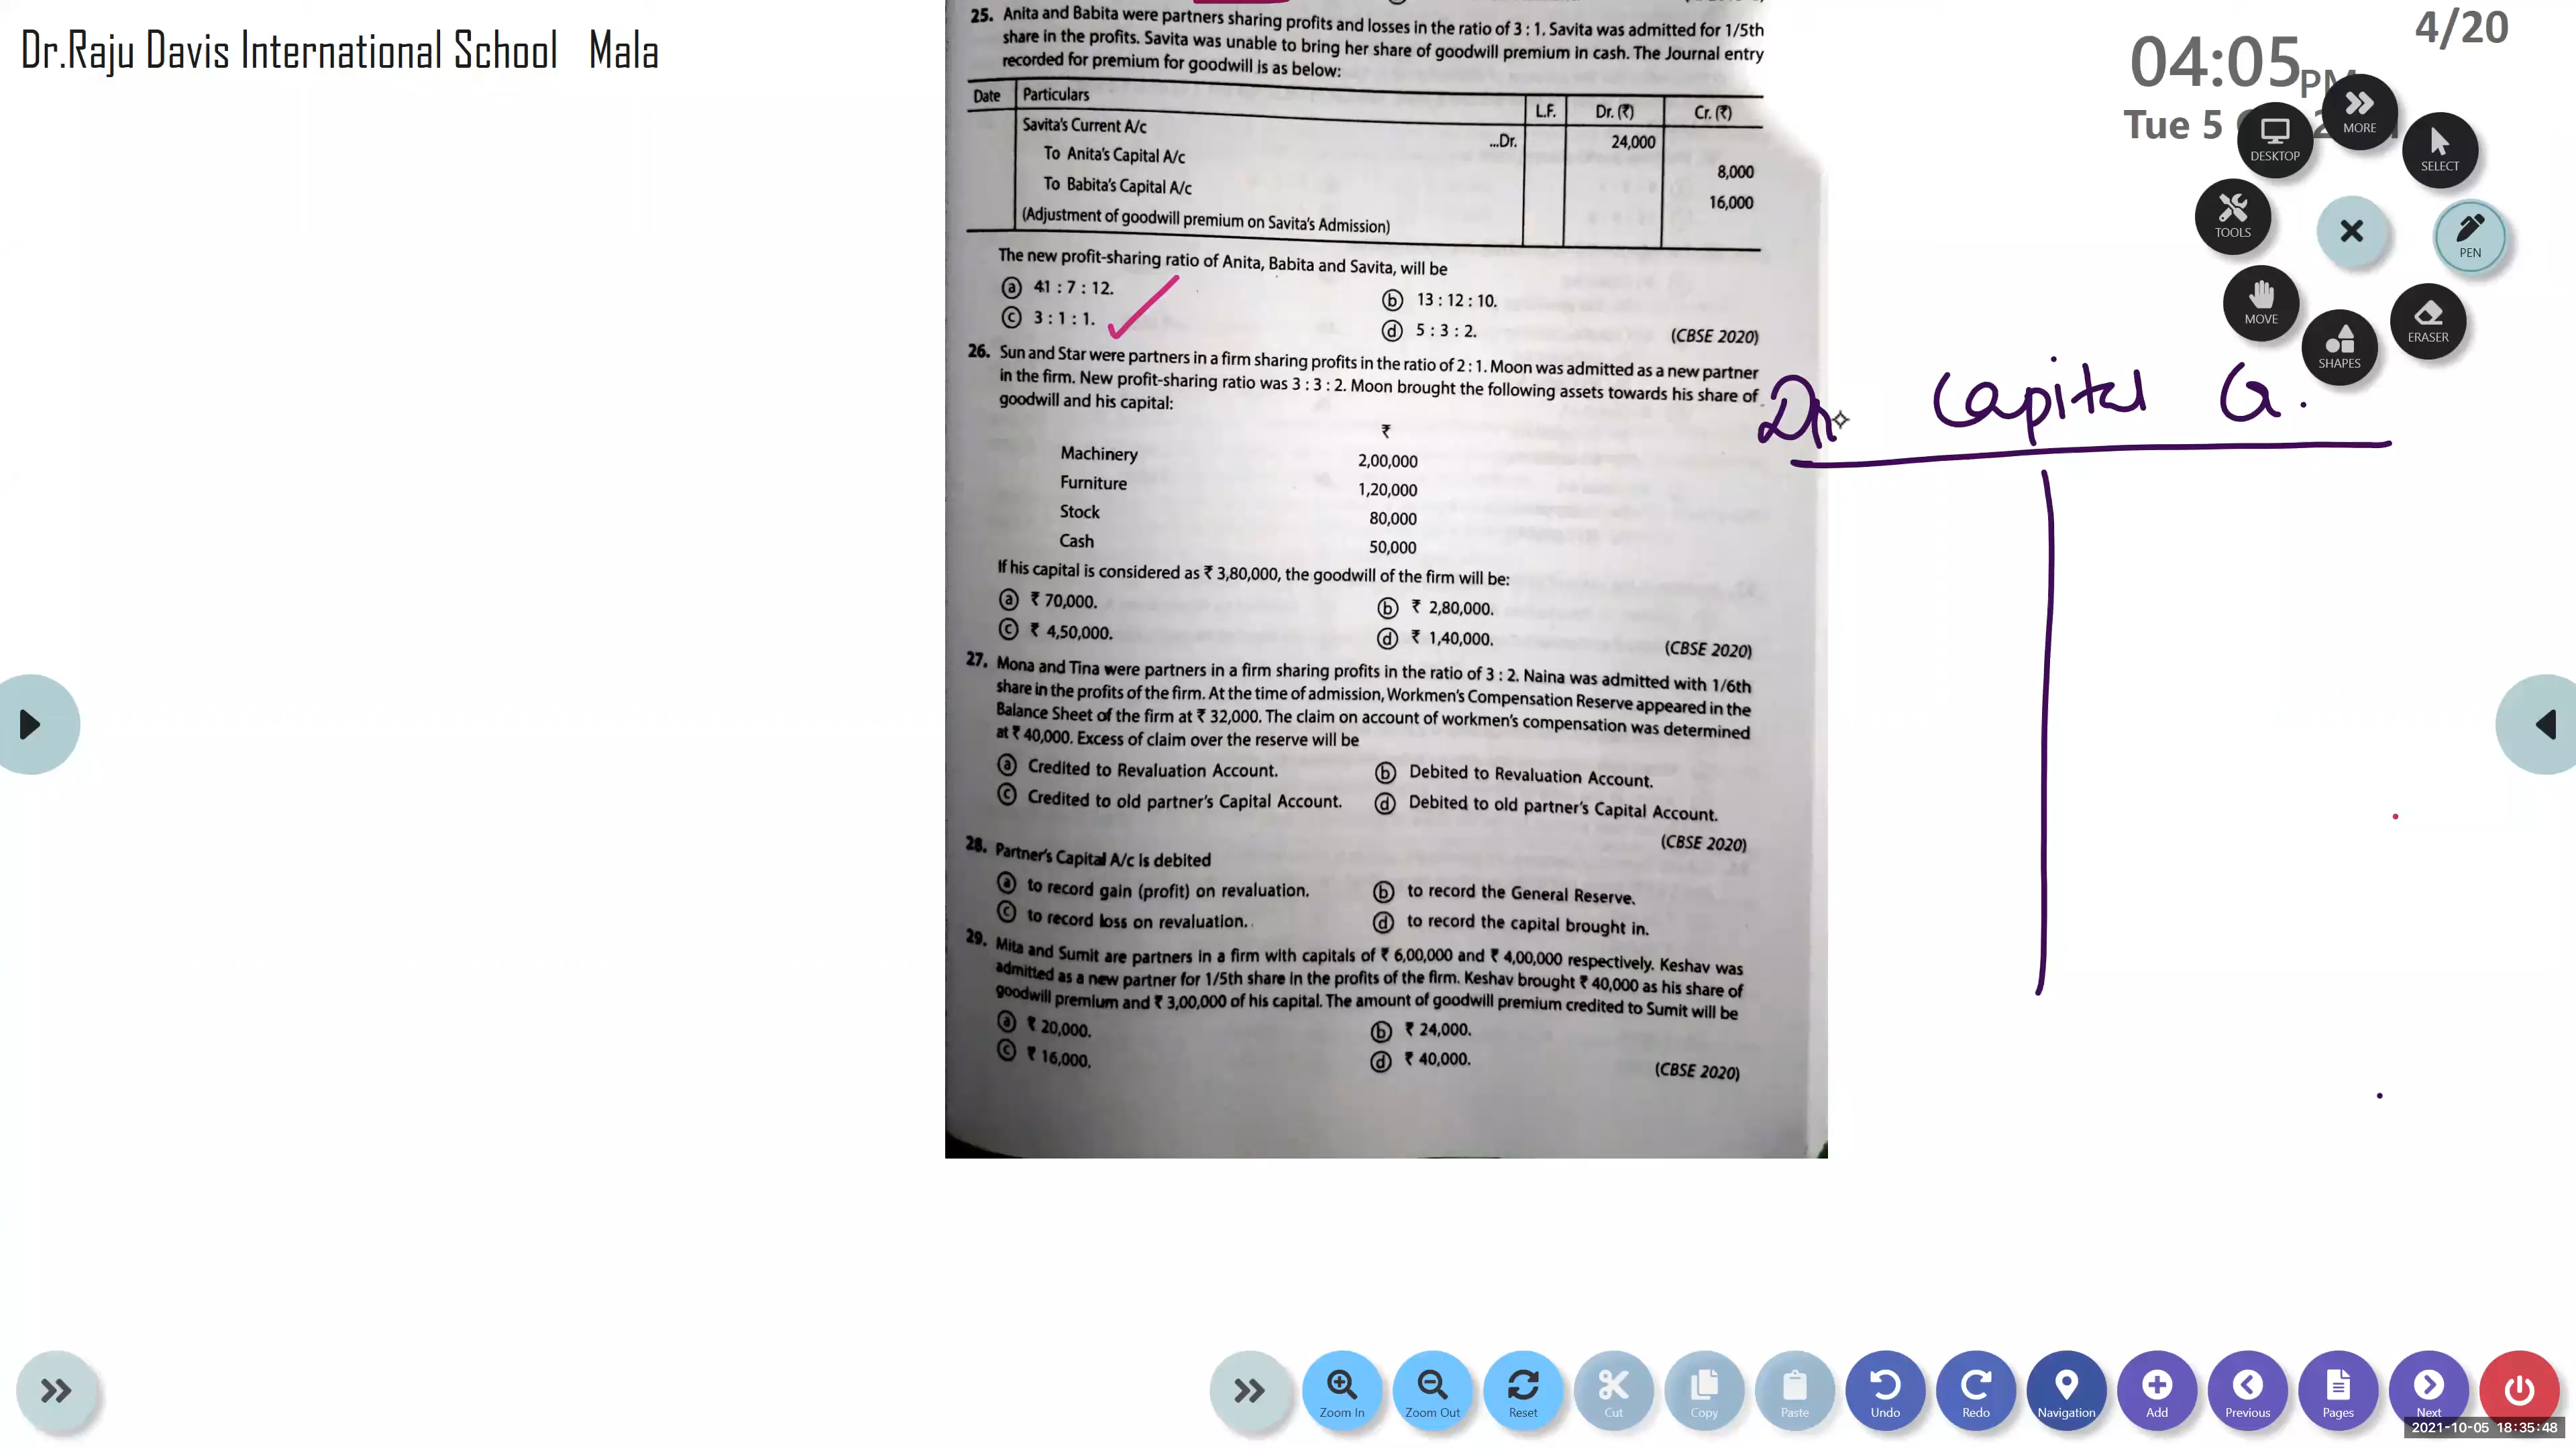 Dr.Raju Davis International School Mala
4/20
04:05PM
Tue 5
MORE
DESKTOP
SELECT
TOOLS
PEN
MOVE
ERASER
SHAPES
25. Anita and Babita were partners sharing profits and losses in the ratio of 3 : 1. Savita was admitted for 1/5th
share in the profits. Savita was unable to bring her share of goodwill premium in cash. The Journal entry
recorded for premium for goodwill is as below:
Date Particulars L.F. Dr. (₹) Cr. (₹)
Savita's Current A/c ...Dr. 24,000
To Anita's Capital A/c 8,000
To Babita's Capital A/c 16,000
(Adjustment of goodwill premium on Savita's Admission)
The new profit-sharing ratio of Anita, Babita and Savita, will be
(a) 41 : 7 : 12. (b) 13 : 12 : 10.
(c) 3 : 1 : 1. (d) 5 : 3 : 2. (CBSE 2020)
26. Sun and Star were partners in a firm sharing profits in the ratio of 2 : 1. Moon was admitted as a new partner
in the firm. New profit-sharing ratio was 3 : 3 : 2. Moon brought the following assets towards his share of
goodwill and his capital:
₹
Machinery 2,00,000
Furniture 1,20,000
Stock 80,000
Cash 50,000
If his capital is considered as ₹ 3,80,000, the goodwill of the firm will be:
(a) ₹ 70,000. (b) ₹ 2,80,000.
(c) ₹ 4,50,000. (d) ₹ 1,40,000. (CBSE 2020)
27. Mona and Tina were partners in a firm sharing profits in the ratio of 3 : 2. Naina was admitted with 1/6th
share in the profits of the firm. At the time of admission, Workmen's Compensation Reserve appeared in the
Balance Sheet of the firm at ₹ 32,000. The claim on account of workmen's compensation was determined
at ₹ 40,000. Excess of claim over the reserve will be
(a) Credited to Revaluation Account. (b) Debited to Revaluation Account.
(c) Credited to old partner's Capital Account. (d) Debited to old partner's Capital Account.
(CBSE 2020)
28. Partner's Capital A/c is debited
(a) to record gain (profit) on revaluation. (b) to record the General Reserve.
(c) to record loss on revaluation. (d) to record the capital brought in.
29. Mita and Sumit are partners in a firm with capitals of ₹ 6,00,000 and ₹ 4,00,000 respectively. Keshav was
admitted as a new partner for 1/5th share in the profits of the firm. Keshav brought ₹ 40,000 as his share of
goodwill premium and ₹ 3,00,000 of his capital. The amount of goodwill premium credited to Sumit will be
(a) ₹ 20,000. (b) ₹ 24,000.
(c) ₹ 16,000. (d) ₹ 40,000. (CBSE 2020)
Dr Capital
Zoom In
Zoom Out
Reset
Cut
Copy
Paste
Undo
Redo
Navigation
Add
Previous
Pages
Next
2021-10-05 18:35:48